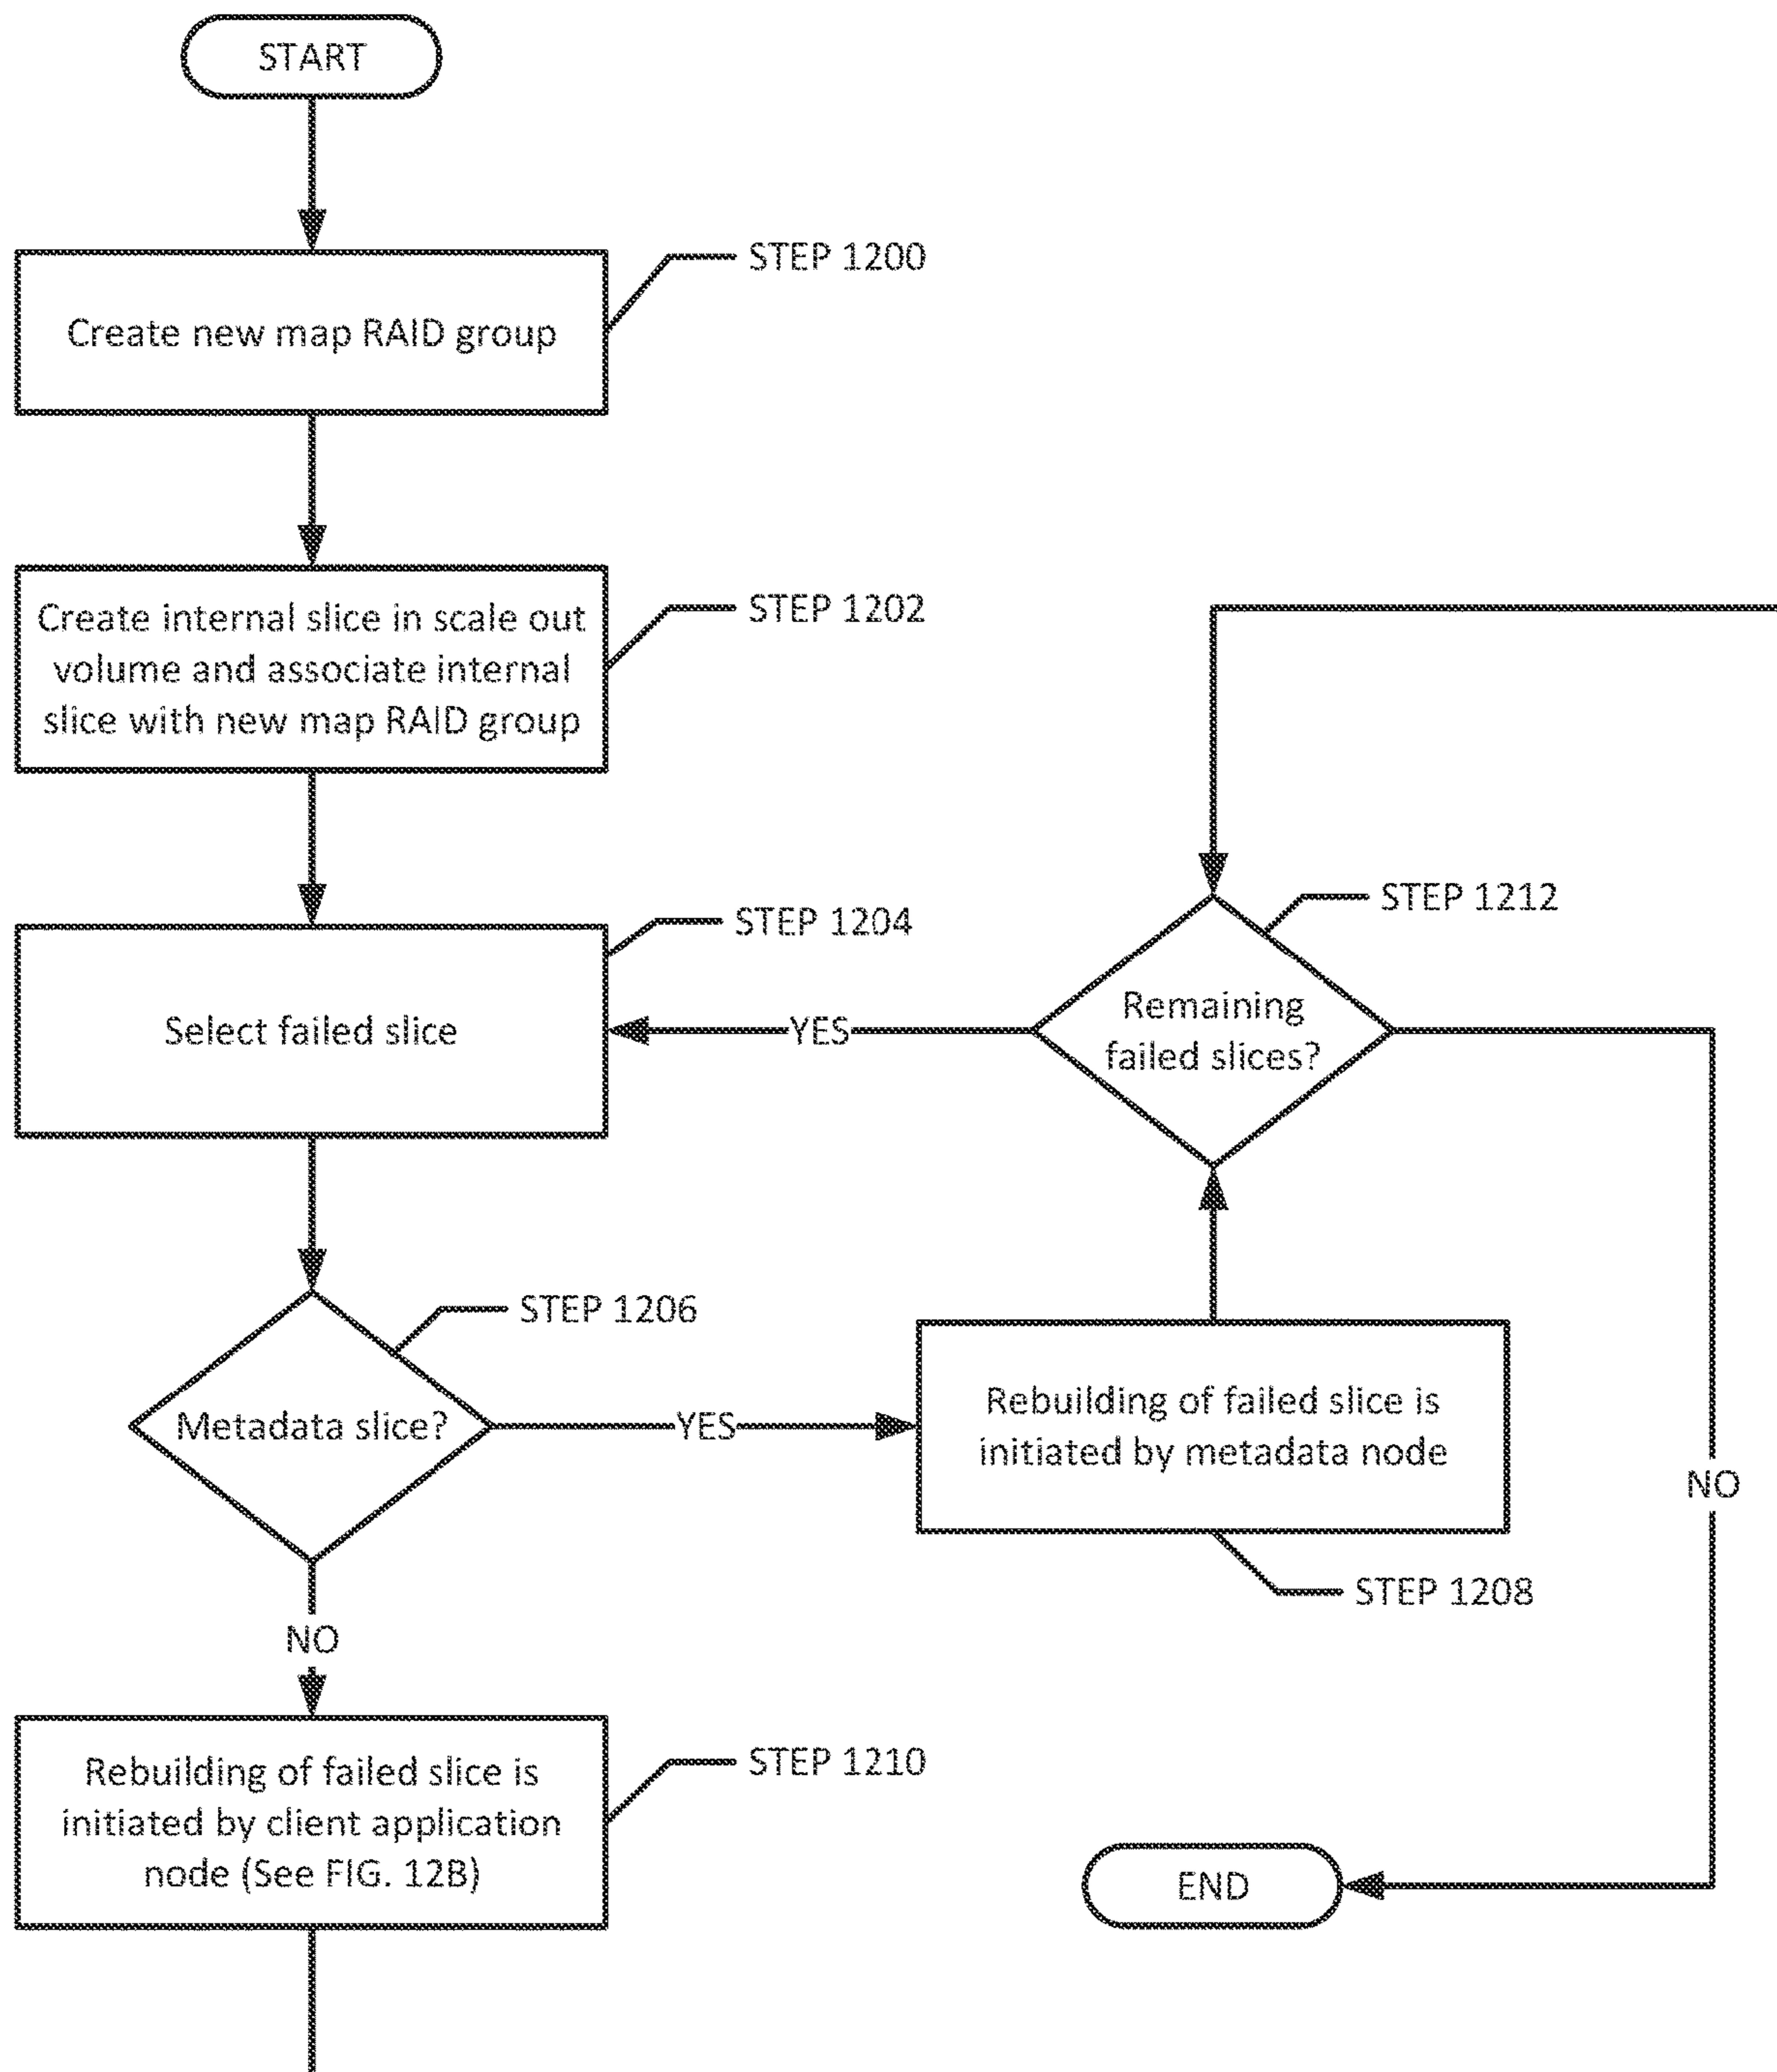 START
STEP 1200
Create new map RAID group
STEP 1202
Create internal slice in scale out
volume and associate internal
slice with new map RAID group
STEP 1204
Select failed slice
STEP 1206
Metadata slice?
YES
Rebuilding of failed slice is
initiated by metadata node
STEP 1208
NO
STEP 1210
Rebuilding of failed slice is
initiated by client application
node (See FIG. 12B)
STEP 1212
Remaining
failed slices?
YES
NO
END